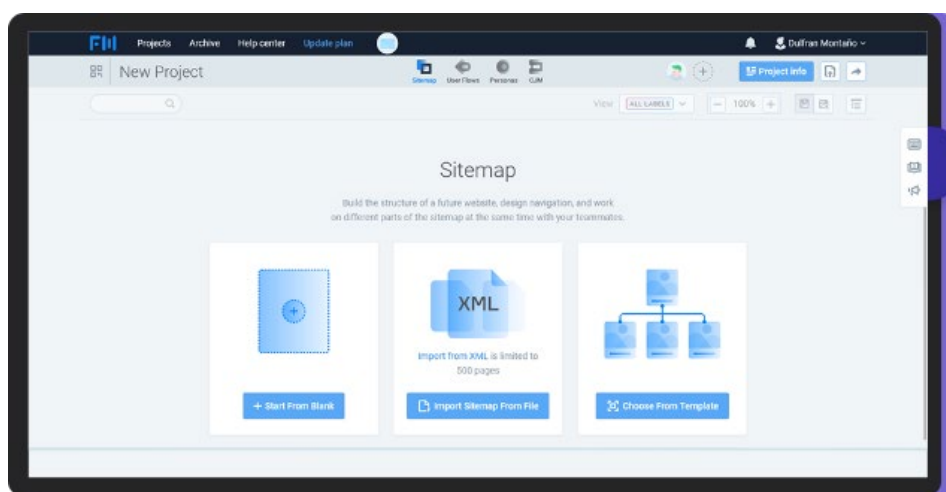 FW
Projects Archive Help center Update plan
Dulfran Montaño
New Project
Sitemap User Flows Personas CJM
Project info
View ALL LABELS 100%
Sitemap
Build the structure of a future website, design navigation, and work
on different parts of the sitemap at the same time with your teammates.
XML
Import from XML is limited to
500 pages
+ Start From Blank
Import Sitemap From File
Choose From Template